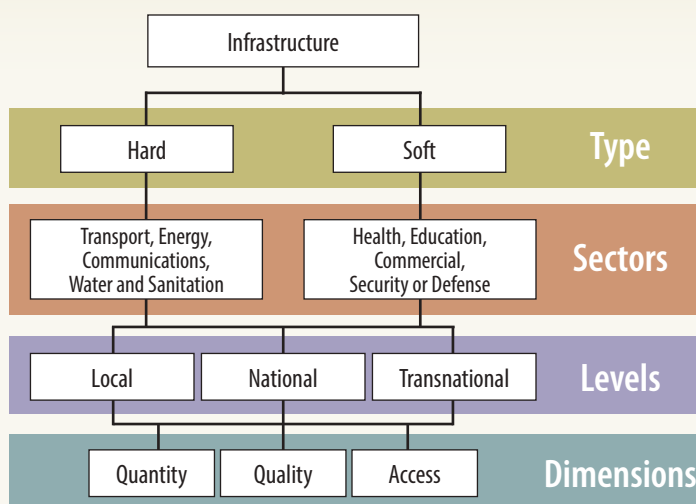 Infrastructure
Hard
Soft
Type
Transport, Energy,
Communications,
Water and Sanitation
Health, Education,
Commercial,
Security or Defense
Sectors
Local
National
Transnational
Levels
Quantity
Quality
Access
Dimensions